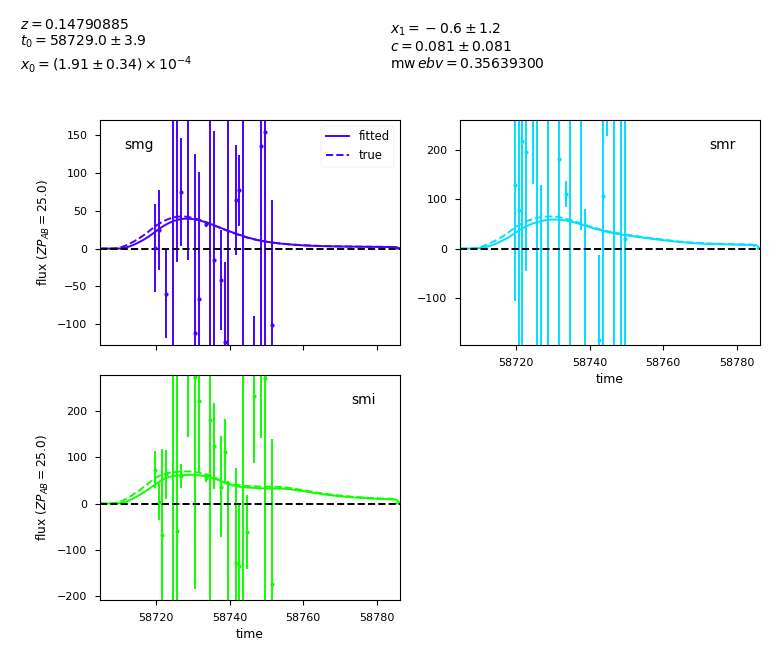 z = 0.14790885
t₀ = 58729.0 ± 3.9
x₀ = (1.91 ± 0.34) × 10⁻⁴
x₁ = −0.6 ± 1.2
c = 0.081 ± 0.081
mw ebv = 0.35639300
smg
fitted
true
150
100
50
0
−50
−100
flux (ZP_AB = 25.0)
smr
200
100
0
−100
58720
58740
58760
58780
time
smi
200
100
0
−100
−200
flux (ZP_AB = 25.0)
58720
58740
58760
58780
time